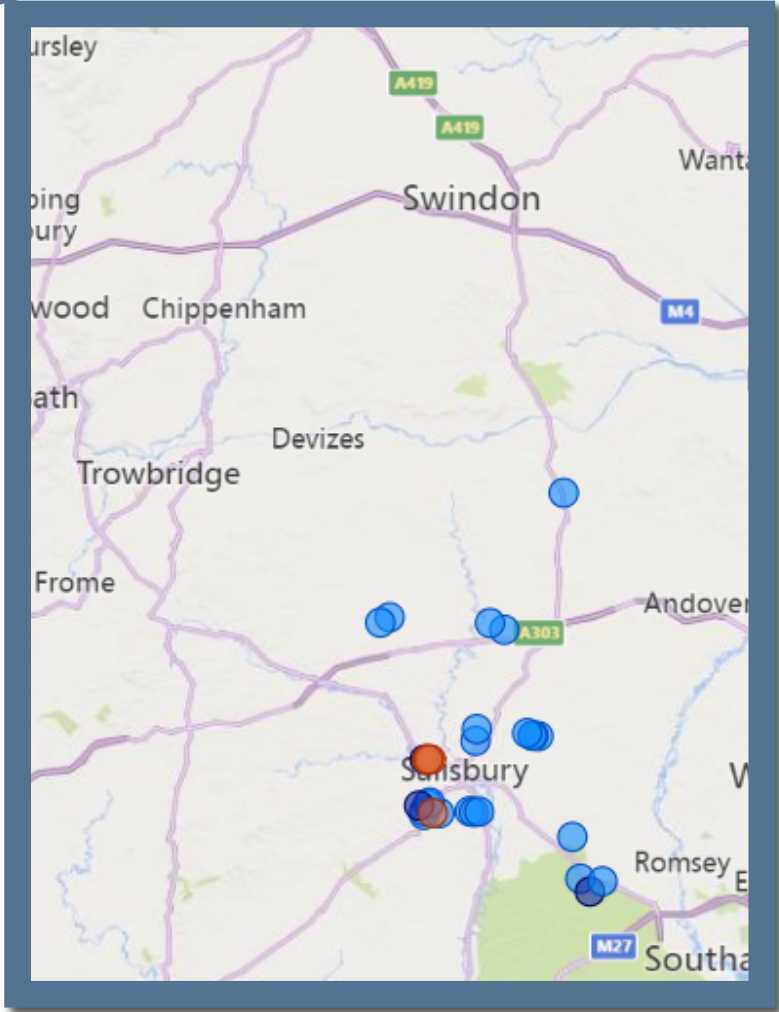 ursley
A419
A419
Wanta
Swindon
ping
bury
wood
Chippenham
M4
ath
Devizes
Trowbridge
Frome
Andover
A303
Salisbury
W
Romsey
E
M27
Southa